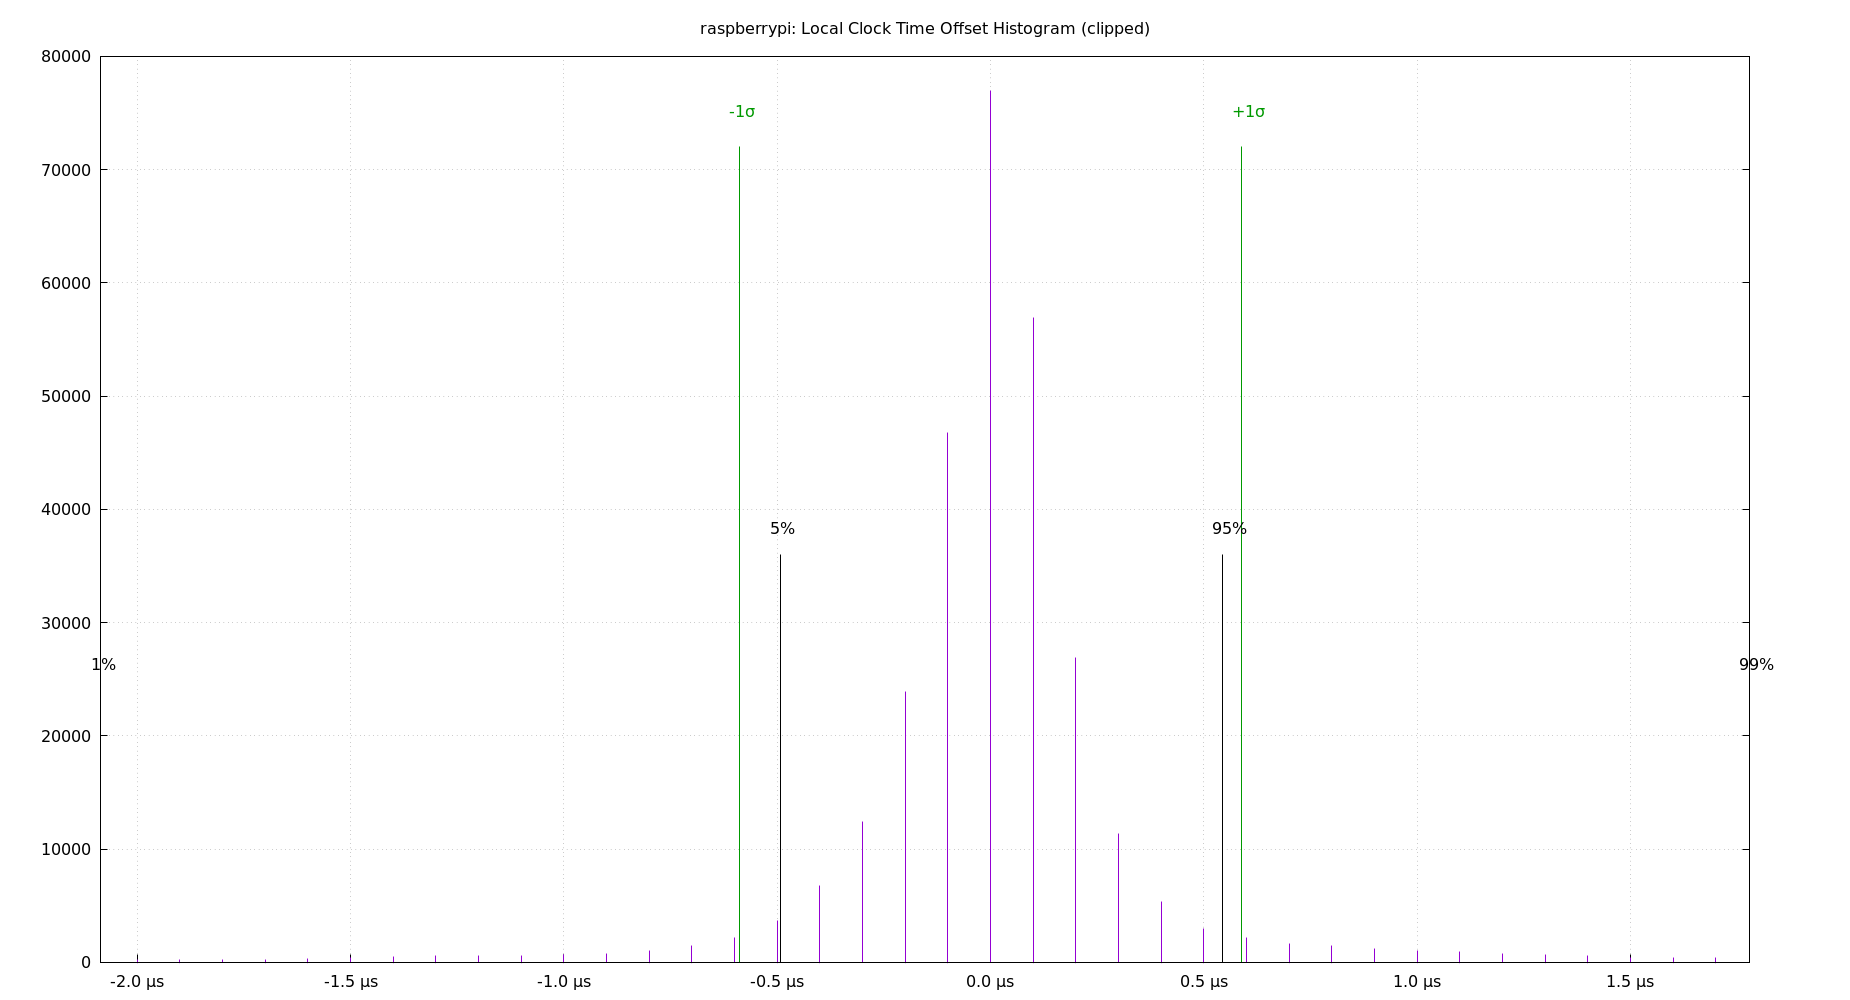 raspberrypi: Local Clock Time Offset Histogram (clipped)
80000
-1σ
+1σ
70000
60000
50000
40000
5%
95%
30000
1%
99%
20000
10000
0
-2.0 µs
-1.5 µs
-1.0 µs
-0.5 µs
0.0 µs
0.5 µs
1.0 µs
1.5 µs